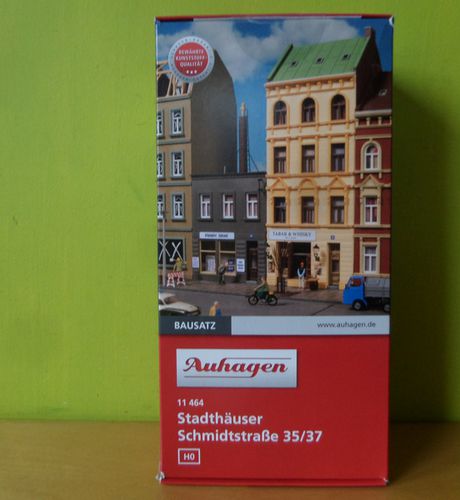 BEWÄHRTE
KUNSTSTOFF-
QUALITÄT
TABAK & WHISKY
BAUSATZ
www.auhagen.de
Auhagen
11 464
Stadthäuser
Schmidtstraße 35/37
H0